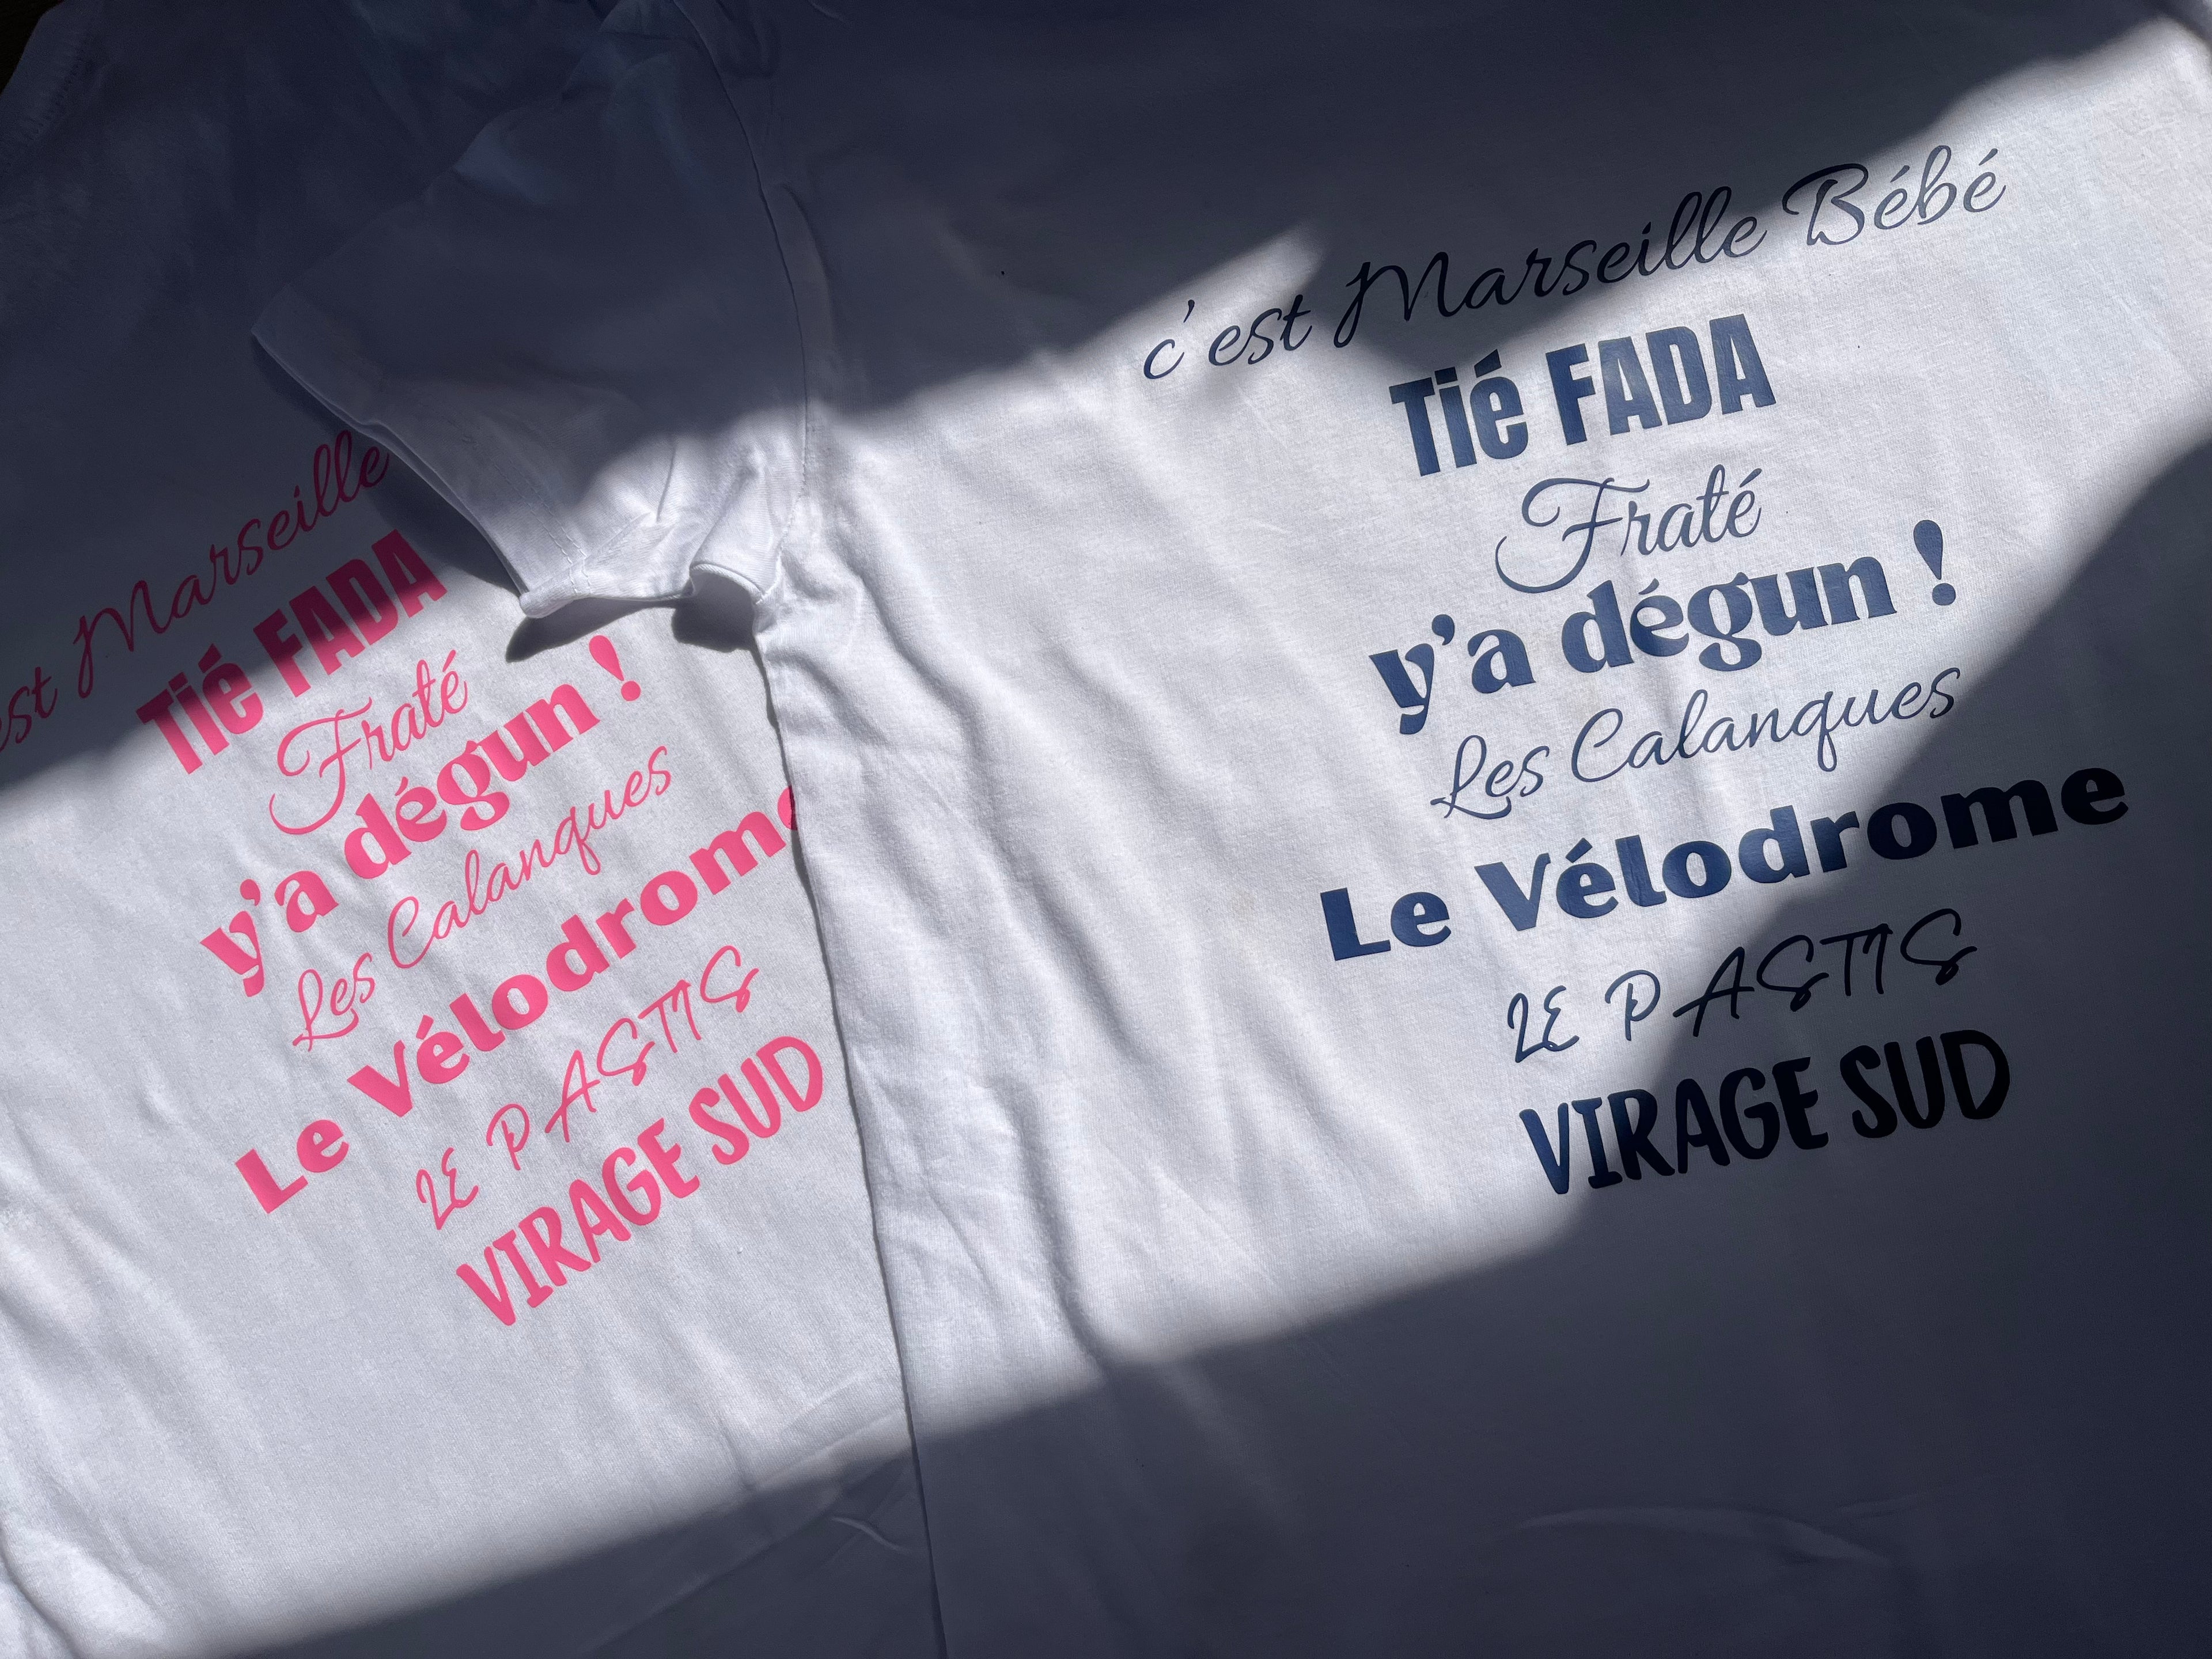 est Marseille
Tié FADA
Fraté
y'a dégun !
Les Calanques
Le Vélodrome
LE PASTIS
VIRAGE SUD
c'est Marseille Bébé
Tié FADA
Fraté
y'a dégun !
Les Calanques
Le Vélodrome
LE PASTIS
VIRAGE SUD